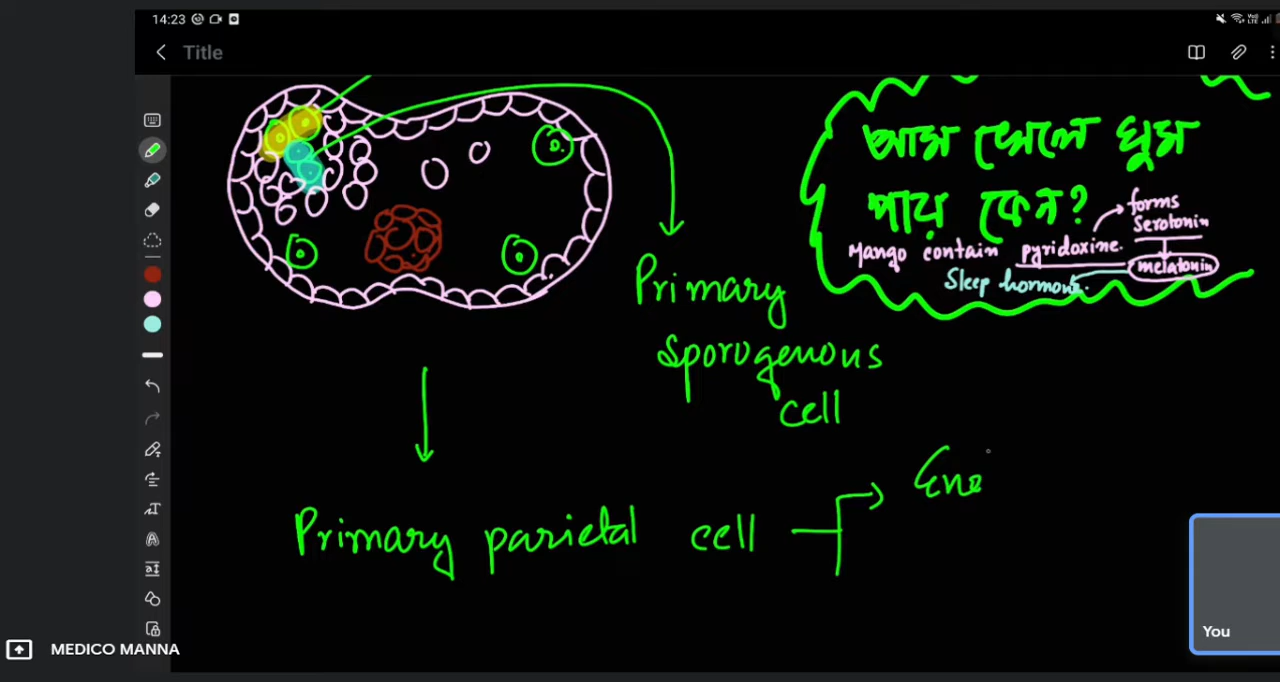 14:23
Title
আম খেলে ঘুম
পায় কেন?
forms
Serotonin
Mango contain pyridoxine.
melatonin
Sleep hormone.
Primary
Sporogenous
cell
Primary parietal cell
You
MEDICO MANNA